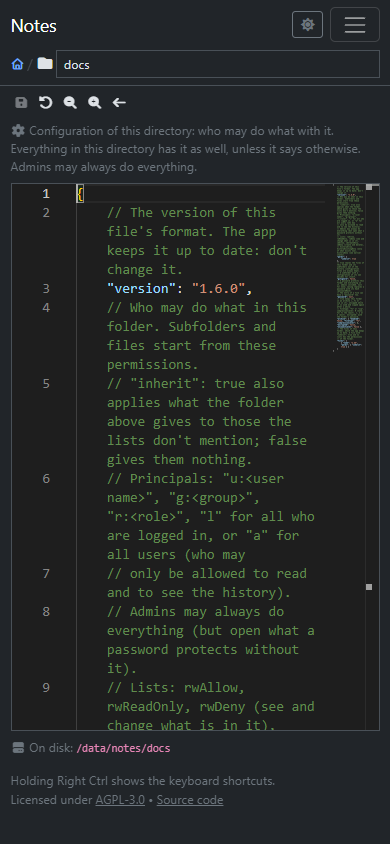 Notes
/ docs
Configuration of this directory: who may do what with it.
Everything in this directory has it as well, unless it says otherwise.
Admins may always do everything.
1 {
2 // The version of this
file's format. The app
keeps it up to date: don't
change it.
3 "version": "1.6.0",
4 // Who may do what in this
folder. Subfolders and
files start from these
permissions.
5 // "inherit": true also
applies what the folder
above gives to those the
lists don't mention; false
gives them nothing.
6 // Principals: "u:<user
name>", "g:<group>",
"r:<role>", "l" for all who
are logged in, or "a" for
all users (who may
7 // only be allowed to read
and to see the history).
8 // Admins may always do
everything (but open what a
password protects without
it).
9 // Lists: rwAllow,
rwReadOnly, rwDeny (see and
change what is in it),
On disk: /data/notes/docs
Holding Right Ctrl shows the keyboard shortcuts.
Licensed under AGPL-3.0 • Source code